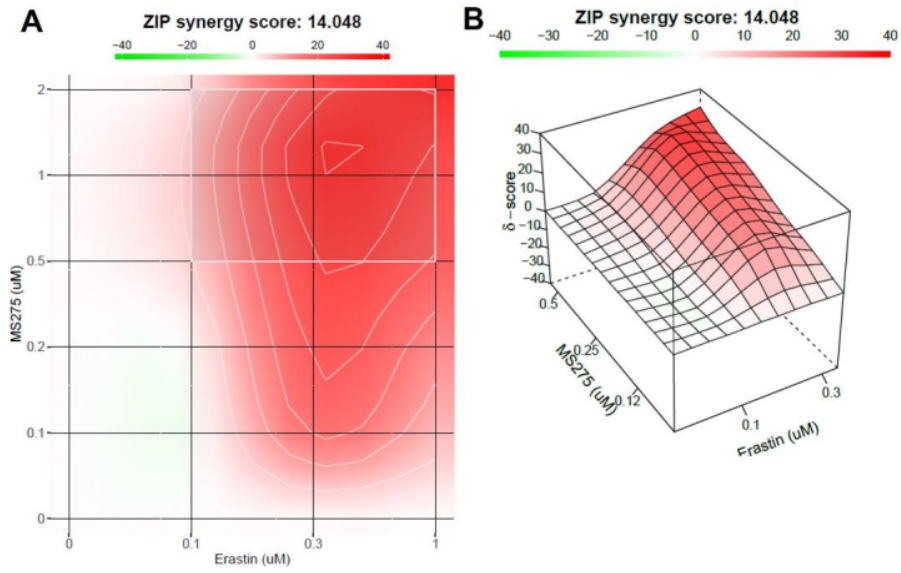 A
ZIP synergy score: 14.048
−40 −20 0 20 40
2
1
0.5
0.2
0.1
0
MS275 (uM)
0 0.1 0.3 1
Erastin (uM)
B
ZIP synergy score: 14.048
−40 −30 −20 −10 0 10 20 30 40
40
30
20
10
0
−10
−20
−30
−40
δ−score
0.5
0.25
0.12
MS275 (uM)
0.1
0.3
Erastin (uM)